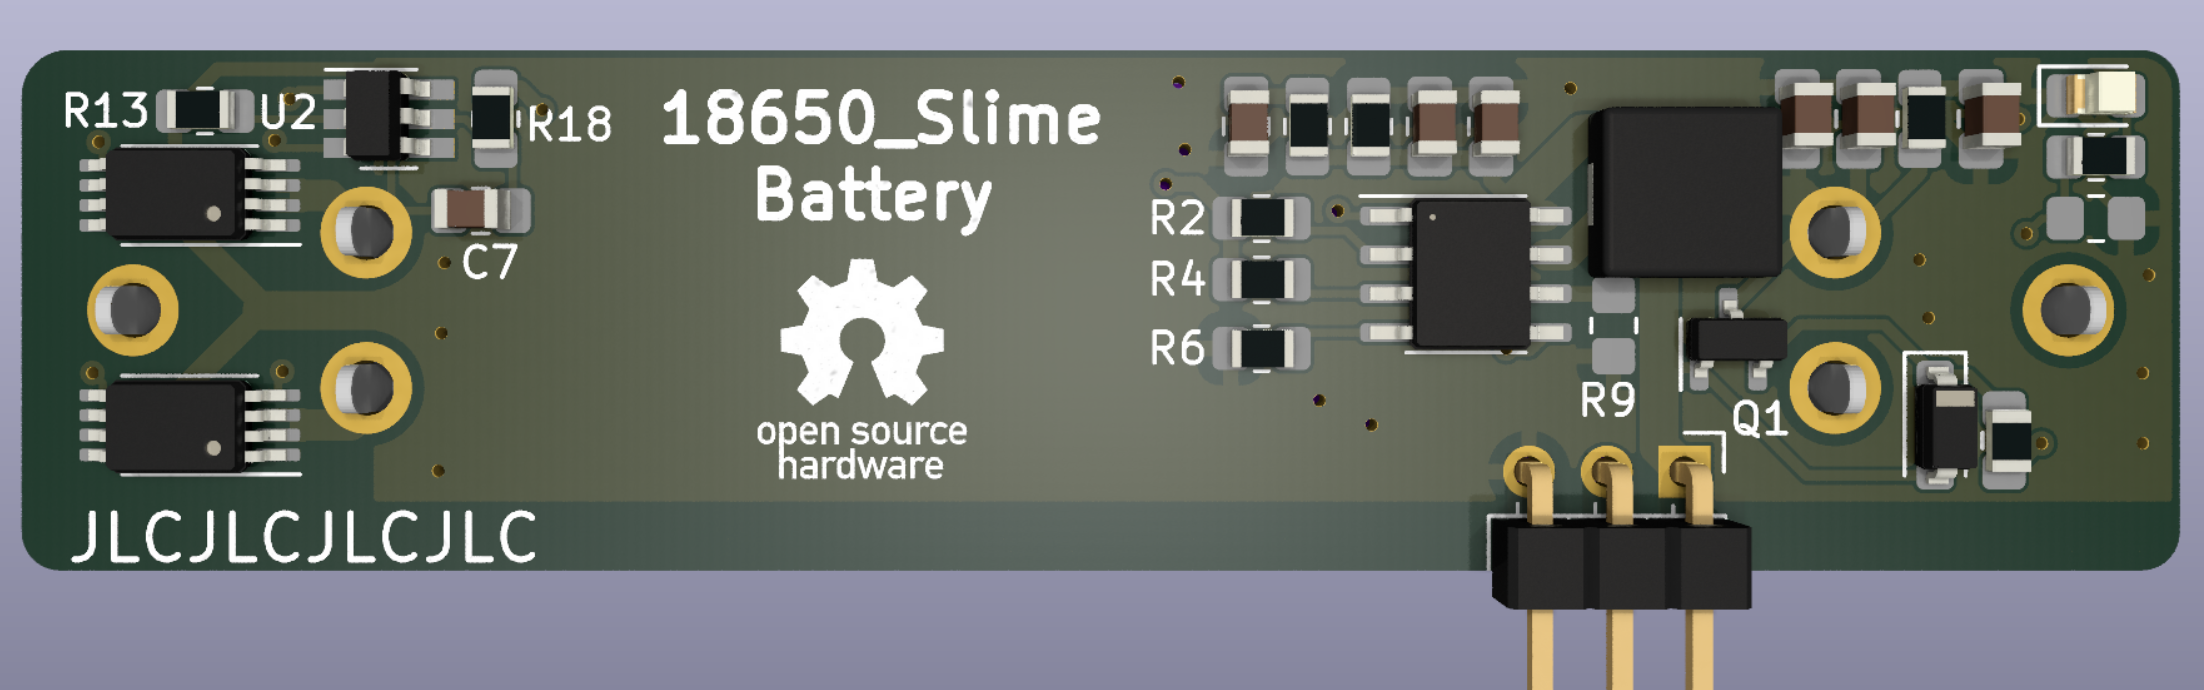 R13
U2
R18
18650_Slime
Battery
C7
open source
hardware
JLCJLCJLCJLC
R2
R4
R6
R9
Q1